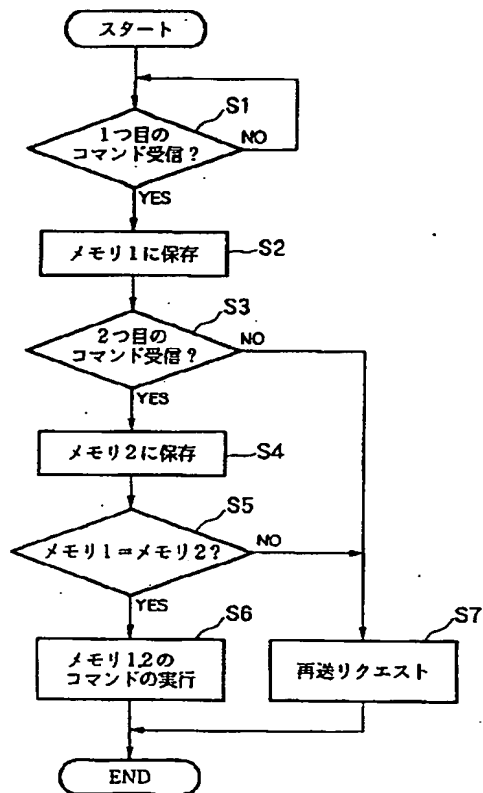 スタート
S1
1つ目の
コマンド受信?
NO
YES
メモリ1に保存
S2
S3
2つ目の
コマンド受信?
NO
YES
メモリ2に保存
S4
S5
メモリ1=メモリ2?
NO
YES
S6
メモリ1,2の
コマンドの実行
S7
再送リクエスト
END